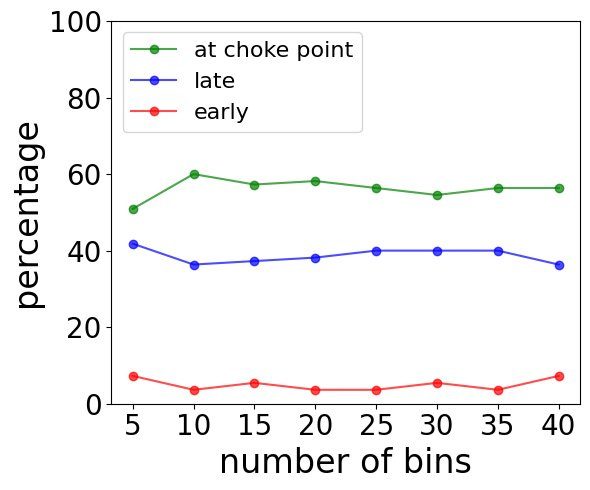 100
80
60
40
20
0
percentage
at choke point
late
early
5 10 15 20 25 30 35 40
number of bins